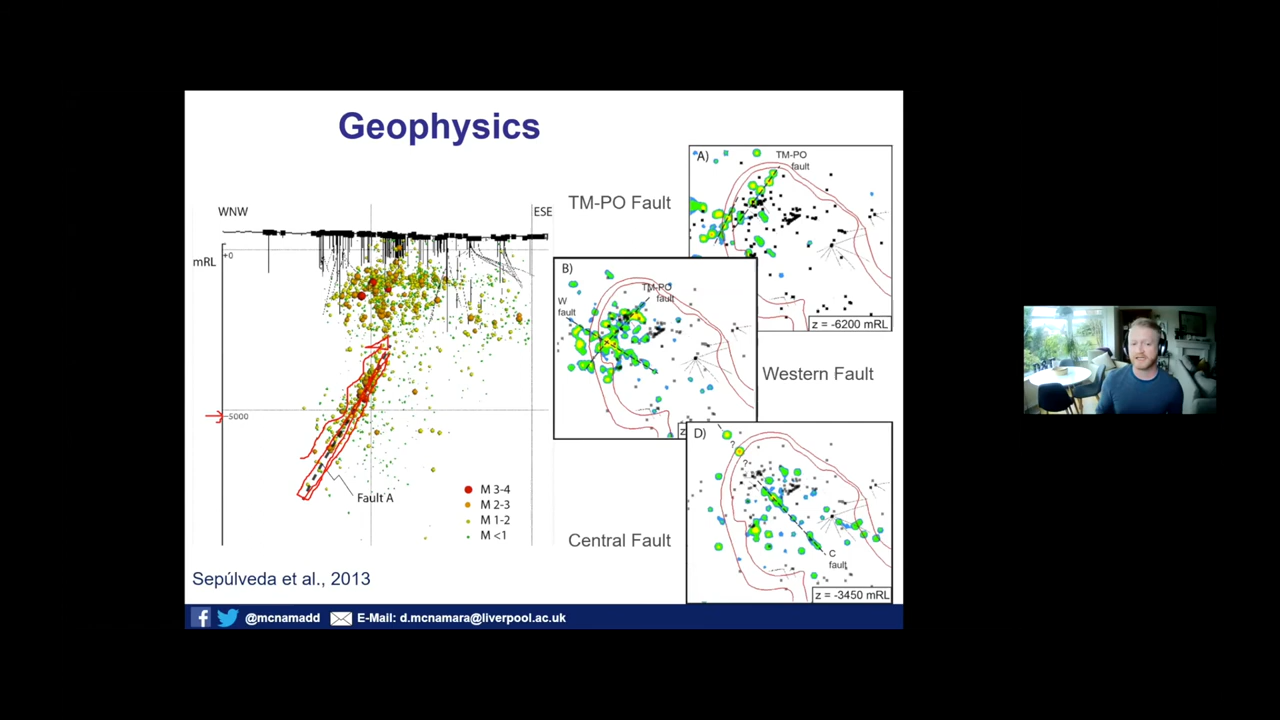 Geophysics
WNW
ESE
mRL
+0
-5000
Fault A
M 3-4
M 2-3
M 1-2
M <1
Sepúlveda et al., 2013
TM-PO Fault
A)
TM-PO
fault
z = -6200 mRL
B)
W
fault
TM-PO
fault
z
Western Fault
D)
?
?
C
fault
z = -3450 mRL
Central Fault
@mcnamadd
E-Mail: d.mcnamara@liverpool.ac.uk